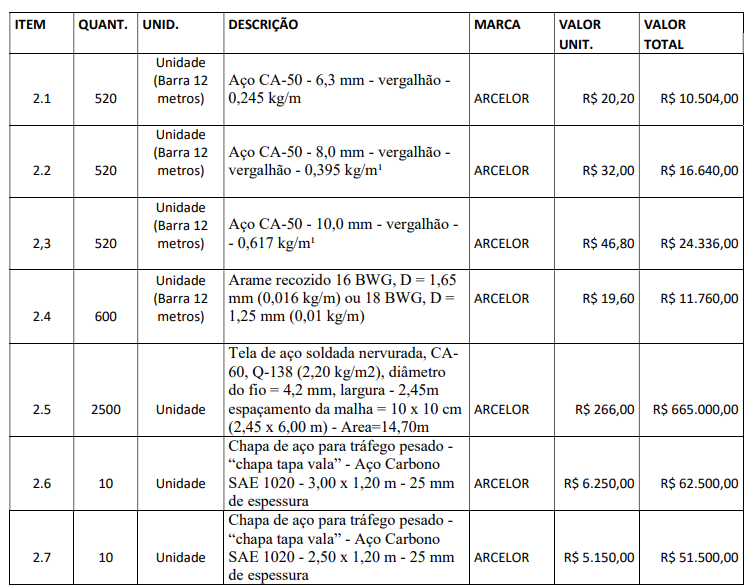 ITEM QUANT. UNID. DESCRIÇÃO MARCA VALOR UNIT. VALOR TOTAL
Unidade
(Barra 12 metros)
2.1 520 Aço CA-50 - 6,3 mm - vergalhão -
0,245 kg/m ARCELOR R$ 20,20 R$ 10.504,00
Unidade
(Barra 12 metros)
2.2 520 Aço CA-50 - 8,0 mm - vergalhão -
vergalhão - 0,395 kg/m¹ ARCELOR R$ 32,00 R$ 16.640,00
Unidade
(Barra 12 metros)
2,3 520 Aço CA-50 - 10,0 mm - vergalhão -
- 0,617 kg/m¹ ARCELOR R$ 46,80 R$ 24.336,00
Unidade
(Barra 12 metros)
2.4 600 Arame recozido 16 BWG, D = 1,65
mm (0,016 kg/m) ou 18 BWG, D =
1,25 mm (0,01 kg/m) ARCELOR R$ 19,60 R$ 11.760,00
2.5 2500 Unidade Tela de aço soldada nervurada, CA-
60, Q-138 (2,20 kg/m2), diâmetro
do fio = 4,2 mm, largura - 2,45m
espaçamento da malha = 10 x 10 cm
(2,45 x 6,00 m) - Area=14,70m ARCELOR R$ 266,00 R$ 665.000,00
2.6 10 Unidade Chapa de aço para tráfego pesado -
“chapa tapa vala” - Aço Carbono
SAE 1020 - 3,00 x 1,20 m - 25 mm
de espessura ARCELOR R$ 6.250,00 R$ 62.500,00
2.7 10 Unidade Chapa de aço para tráfego pesado -
“chapa tapa vala” - Aço Carbono
SAE 1020 - 2,50 x 1,20 m - 25 mm
de espessura ARCELOR R$ 5.150,00 R$ 51.500,00